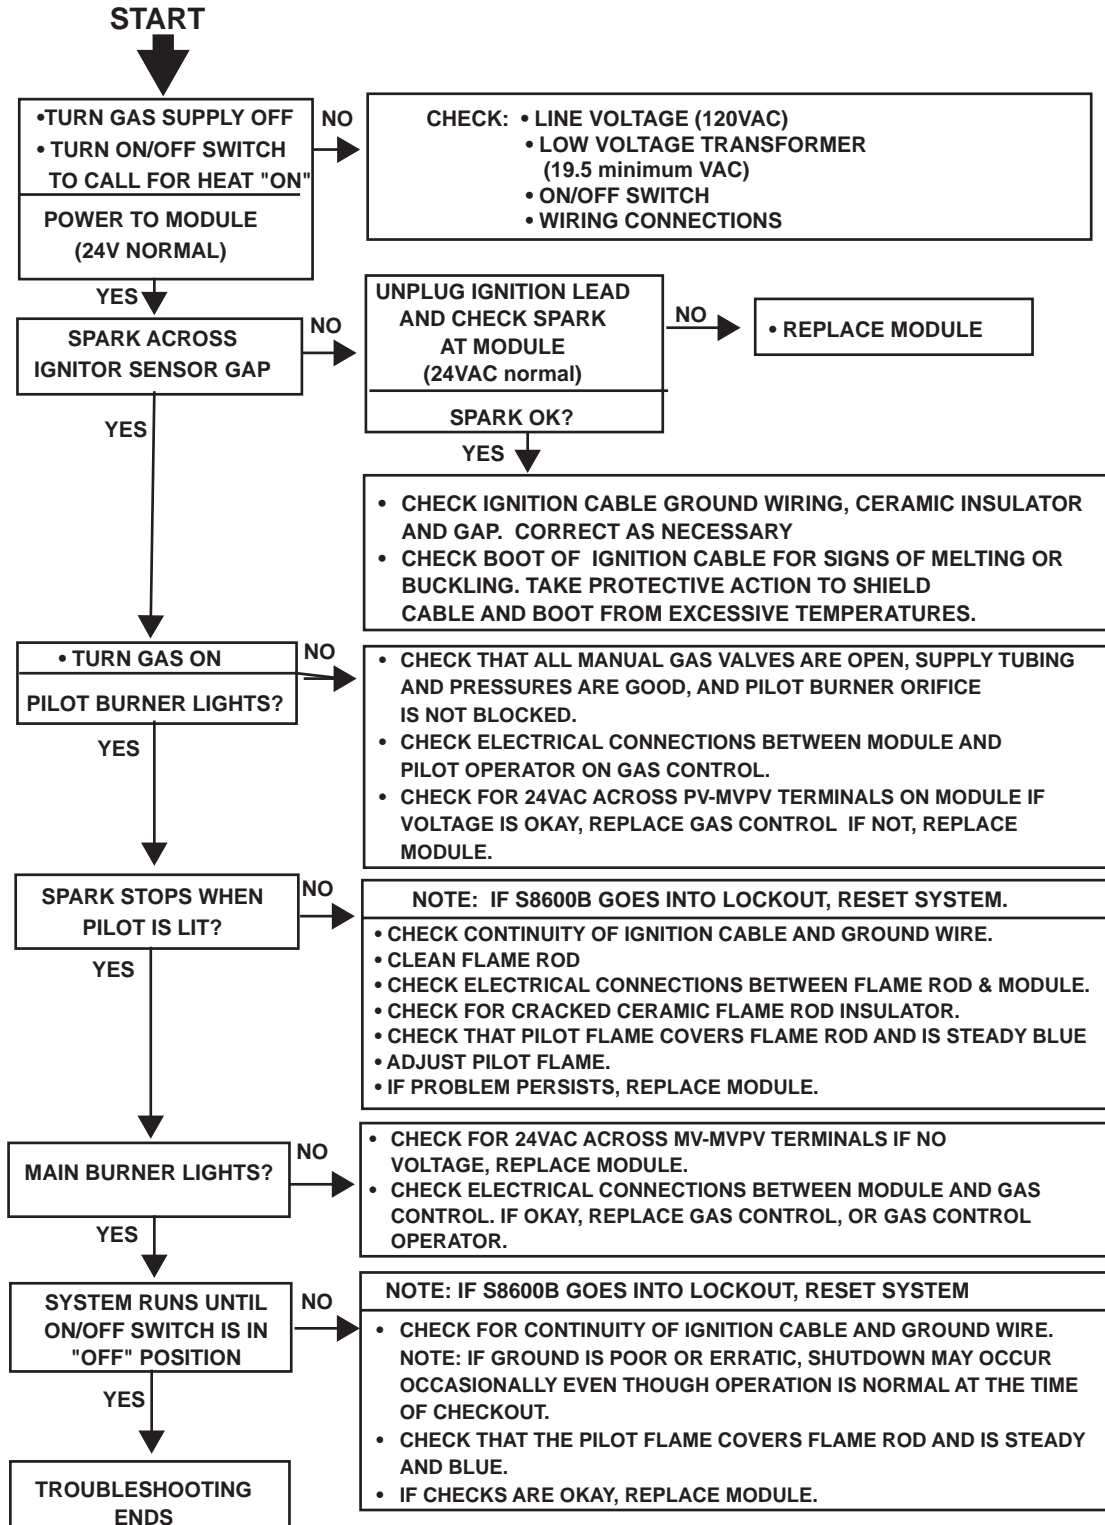 START
•TURN GAS SUPPLY OFF
• TURN ON/OFF SWITCH
TO CALL FOR HEAT "ON"
POWER TO MODULE
(24V NORMAL)
NO
CHECK: • LINE VOLTAGE (120VAC)
• LOW VOLTAGE TRANSFORMER
(19.5 minimum VAC)
• ON/OFF SWITCH
• WIRING CONNECTIONS
YES
SPARK ACROSS
IGNITOR SENSOR GAP
NO
UNPLUG IGNITION LEAD
AND CHECK SPARK
AT MODULE
(24VAC normal)
SPARK OK?
NO
• REPLACE MODULE
YES
YES
• CHECK IGNITION CABLE GROUND WIRING, CERAMIC INSULATOR
AND GAP. CORRECT AS NECESSARY
• CHECK BOOT OF IGNITION CABLE FOR SIGNS OF MELTING OR
BUCKLING. TAKE PROTECTIVE ACTION TO SHIELD
CABLE AND BOOT FROM EXCESSIVE TEMPERATURES.
• TURN GAS ON
PILOT BURNER LIGHTS?
NO
• CHECK THAT ALL MANUAL GAS VALVES ARE OPEN, SUPPLY TUBING
AND PRESSURES ARE GOOD, AND PILOT BURNER ORIFICE
IS NOT BLOCKED.
• CHECK ELECTRICAL CONNECTIONS BETWEEN MODULE AND
PILOT OPERATOR ON GAS CONTROL.
• CHECK FOR 24VAC ACROSS PV-MVPV TERMINALS ON MODULE IF
VOLTAGE IS OKAY, REPLACE GAS CONTROL IF NOT, REPLACE
MODULE.
YES
SPARK STOPS WHEN
PILOT IS LIT?
NO
NOTE: IF S8600B GOES INTO LOCKOUT, RESET SYSTEM.
• CHECK CONTINUITY OF IGNITION CABLE AND GROUND WIRE.
• CLEAN FLAME ROD
• CHECK ELECTRICAL CONNECTIONS BETWEEN FLAME ROD & MODULE.
• CHECK FOR CRACKED CERAMIC FLAME ROD INSULATOR.
• CHECK THAT PILOT FLAME COVERS FLAME ROD AND IS STEADY BLUE
• ADJUST PILOT FLAME.
• IF PROBLEM PERSISTS, REPLACE MODULE.
YES
MAIN BURNER LIGHTS?
NO
• CHECK FOR 24VAC ACROSS MV-MVPV TERMINALS IF NO
VOLTAGE, REPLACE MODULE.
• CHECK ELECTRICAL CONNECTIONS BETWEEN MODULE AND GAS
CONTROL. IF OKAY, REPLACE GAS CONTROL, OR GAS CONTROL
OPERATOR.
YES
SYSTEM RUNS UNTIL
ON/OFF SWITCH IS IN
"OFF" POSITION
NO
NOTE: IF S8600B GOES INTO LOCKOUT, RESET SYSTEM
• CHECK FOR CONTINUITY OF IGNITION CABLE AND GROUND WIRE.
NOTE: IF GROUND IS POOR OR ERRATIC, SHUTDOWN MAY OCCUR
OCCASIONALLY EVEN THOUGH OPERATION IS NORMAL AT THE TIME
OF CHECKOUT.
• CHECK THAT THE PILOT FLAME COVERS FLAME ROD AND IS STEADY
AND BLUE.
• IF CHECKS ARE OKAY, REPLACE MODULE.
YES
TROUBLESHOOTING
ENDS